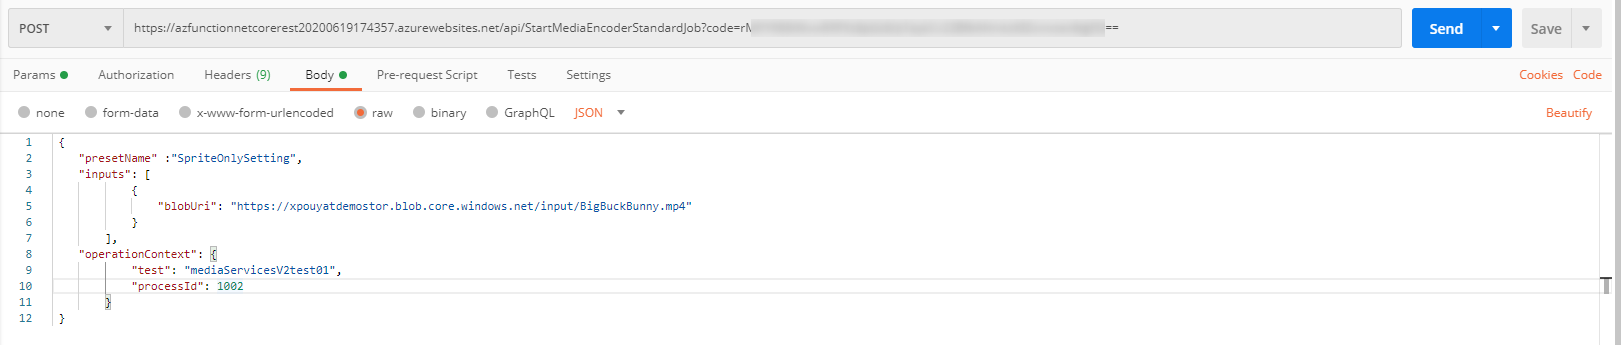 POST https://azfunctionnetcorerest20200619174357.azurewebsites.net/api/StartMediaEncoderStandardJob?code=rM == Send Save
Params Authorization Headers (9) Body Pre-request Script Tests Settings Cookies Code
none form-data x-www-form-urlencoded raw binary GraphQL JSON Beautify
1 {
2 "presetName" :"SpriteOnlySetting",
3 "inputs": [
4 {
5 "blobUri": "https://xpouyatdemostor.blob.core.windows.net/input/BigBuckBunny.mp4"
6 }
7 ],
8 "operationContext": {
9 "test": "mediaServicesV2test01",
10 "processId": 1002
11 }
12 }